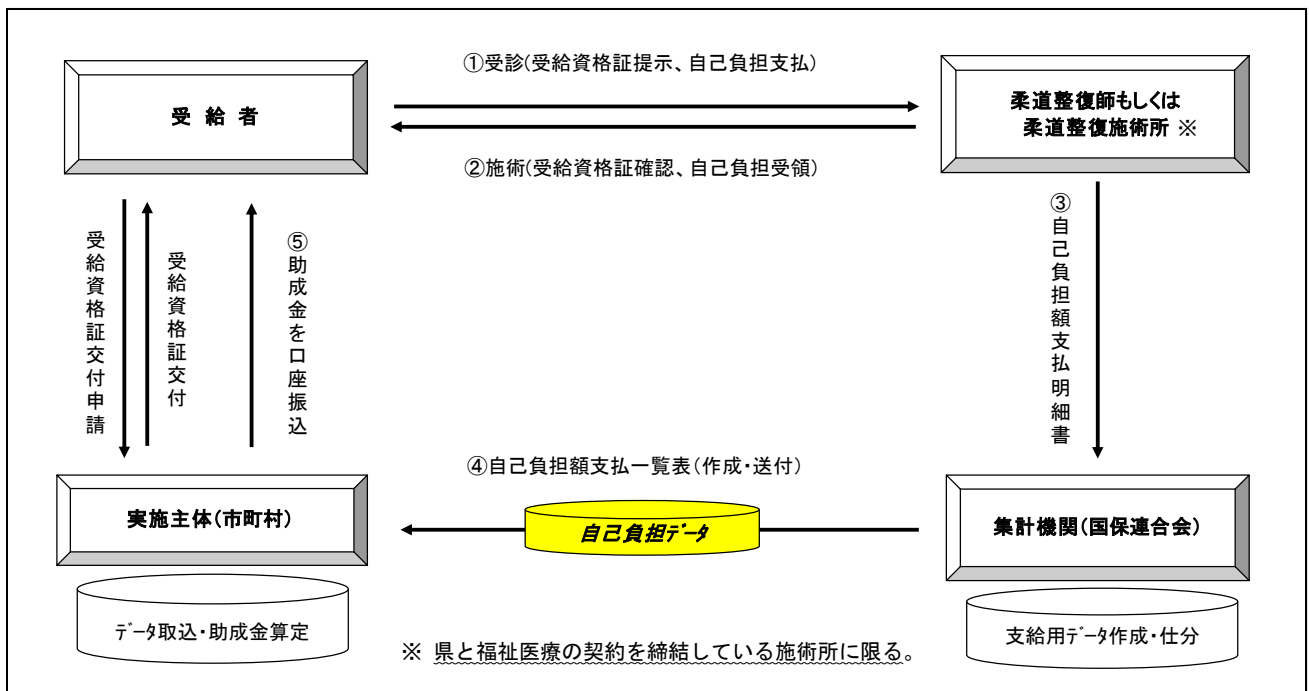 ①受診(受給資格証提示、自己負担支払)
受 給 者
柔道整復師もしくは
柔道整復施術所 ※
②施術(受給資格証確認、自己負担受領)
受給資格証交付申請
受給資格証交付
⑤助成金を口座振込
③自己負担額支払明細書
④自己負担額支払一覧表(作成・送付)
実施主体(市町村)
自己負担ﾃﾞｰﾀ
集計機関(国保連合会)
ﾃﾞｰﾀ取込・助成金算定
支給用ﾃﾞｰﾀ作成・仕分
※ 県と福祉医療の契約を締結している施術所に限る。